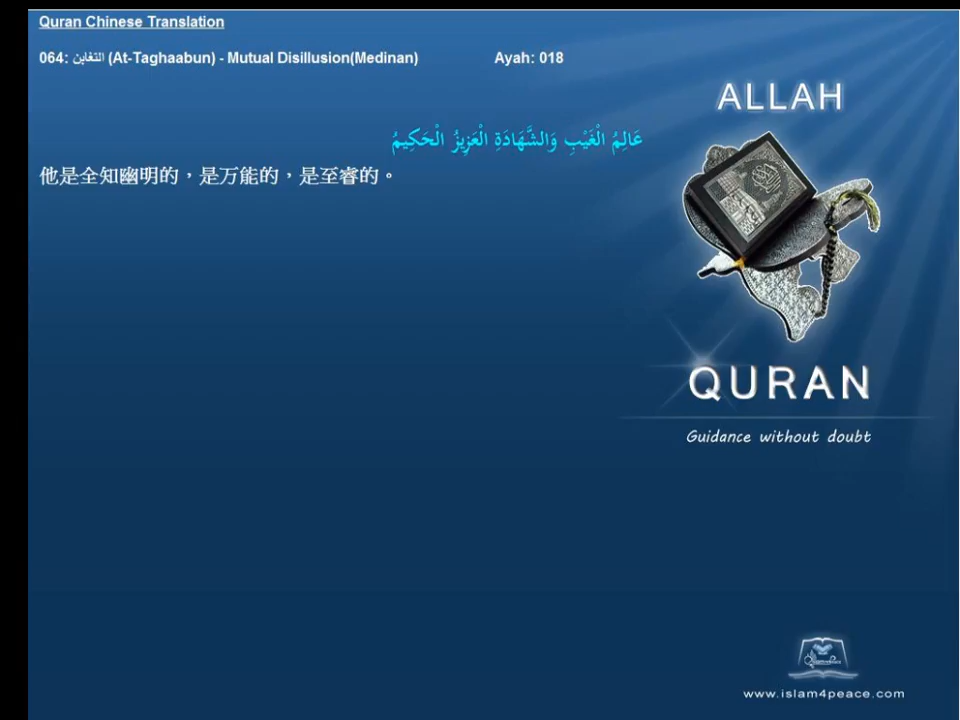 Quran Chinese Translation
064: التغابن (At-Taghaabun) - Mutual Disillusion(Medinan) Ayah: 018
ALLAH
عَالِمُ الْغَيْبِ وَالشَّهَادَةِ الْعَزِيزُ الْحَكِيمُ
他是全知幽明的，是万能的，是至睿的。
QURAN
Guidance without doubt
www.islam4peace.com